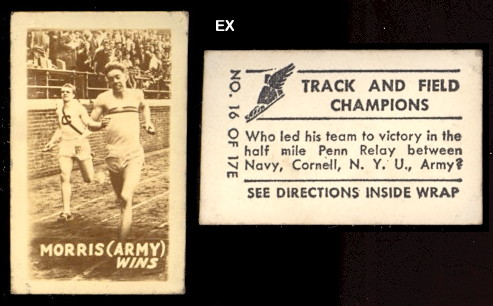 EX
MORRIS (ARMY)
WINS
NO. 16 OF 17E
TRACK AND FIELD
CHAMPIONS
Who led his team to victory in the
half mile Penn Relay between
Navy, Cornell, N. Y. U., Army?
SEE DIRECTIONS INSIDE WRAP